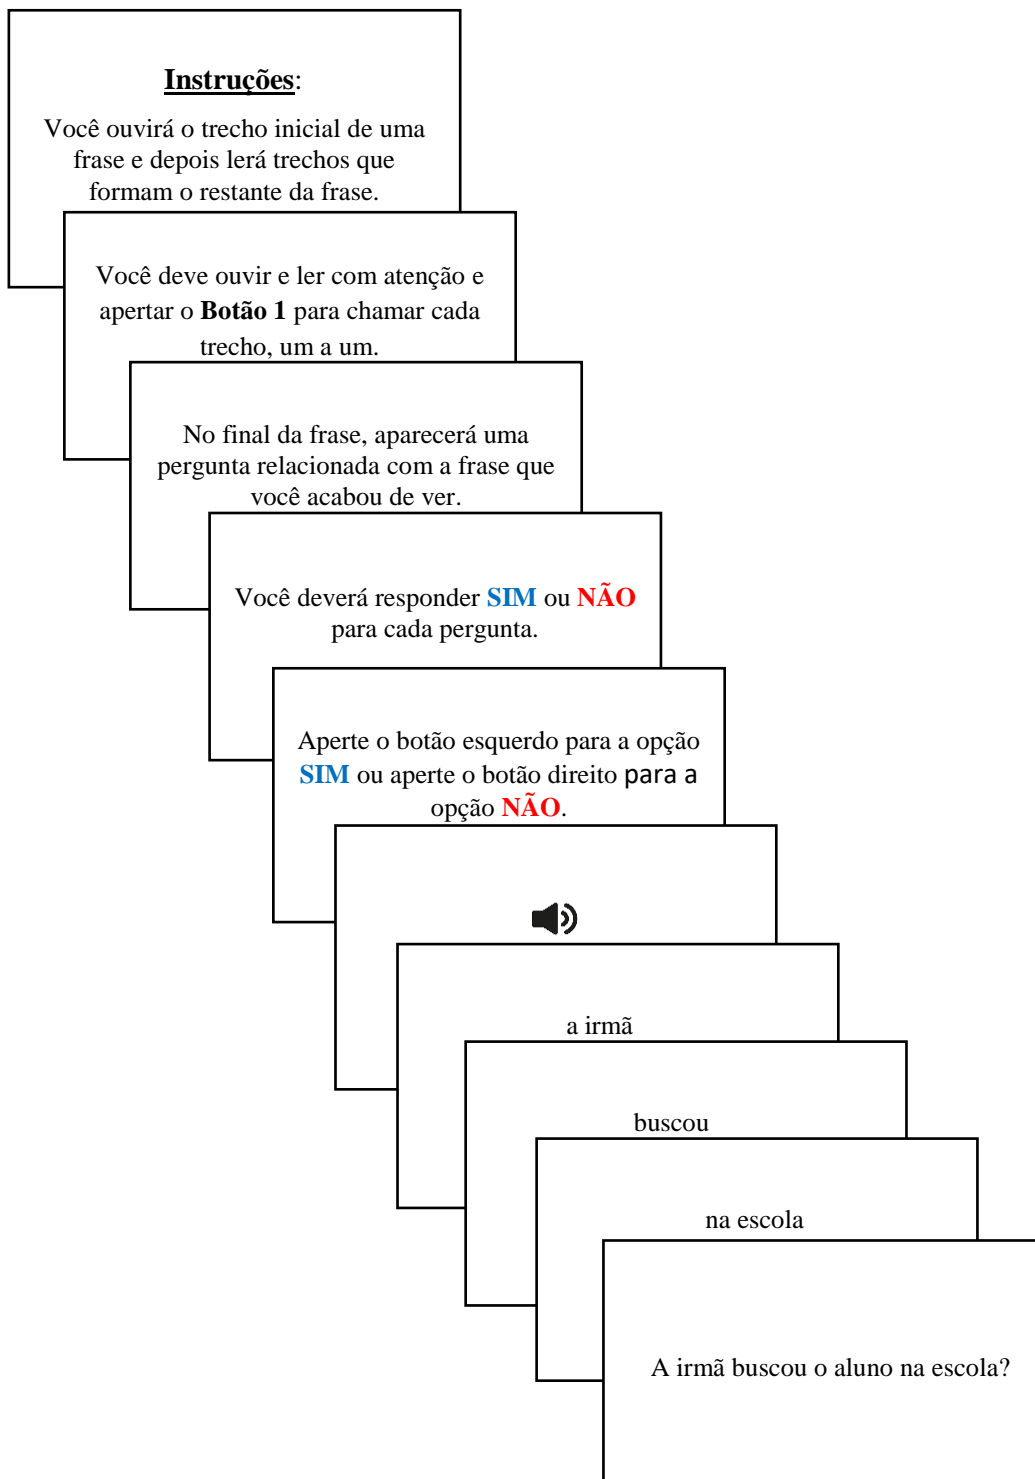 Instruções:
Você ouvirá o trecho inicial de uma
frase e depois lerá trechos que
formam o restante da frase.
Você deve ouvir e ler com atenção e
apertar o Botão 1 para chamar cada
trecho, um a um.
No final da frase, aparecerá uma
pergunta relacionada com a frase que
você acabou de ver.
Você deverá responder SIM ou NÃO
para cada pergunta.
Aperte o botão esquerdo para a opção
SIM ou aperte o botão direito para a
opção NÃO.
a irmã
buscou
na escola
A irmã buscou o aluno na escola?